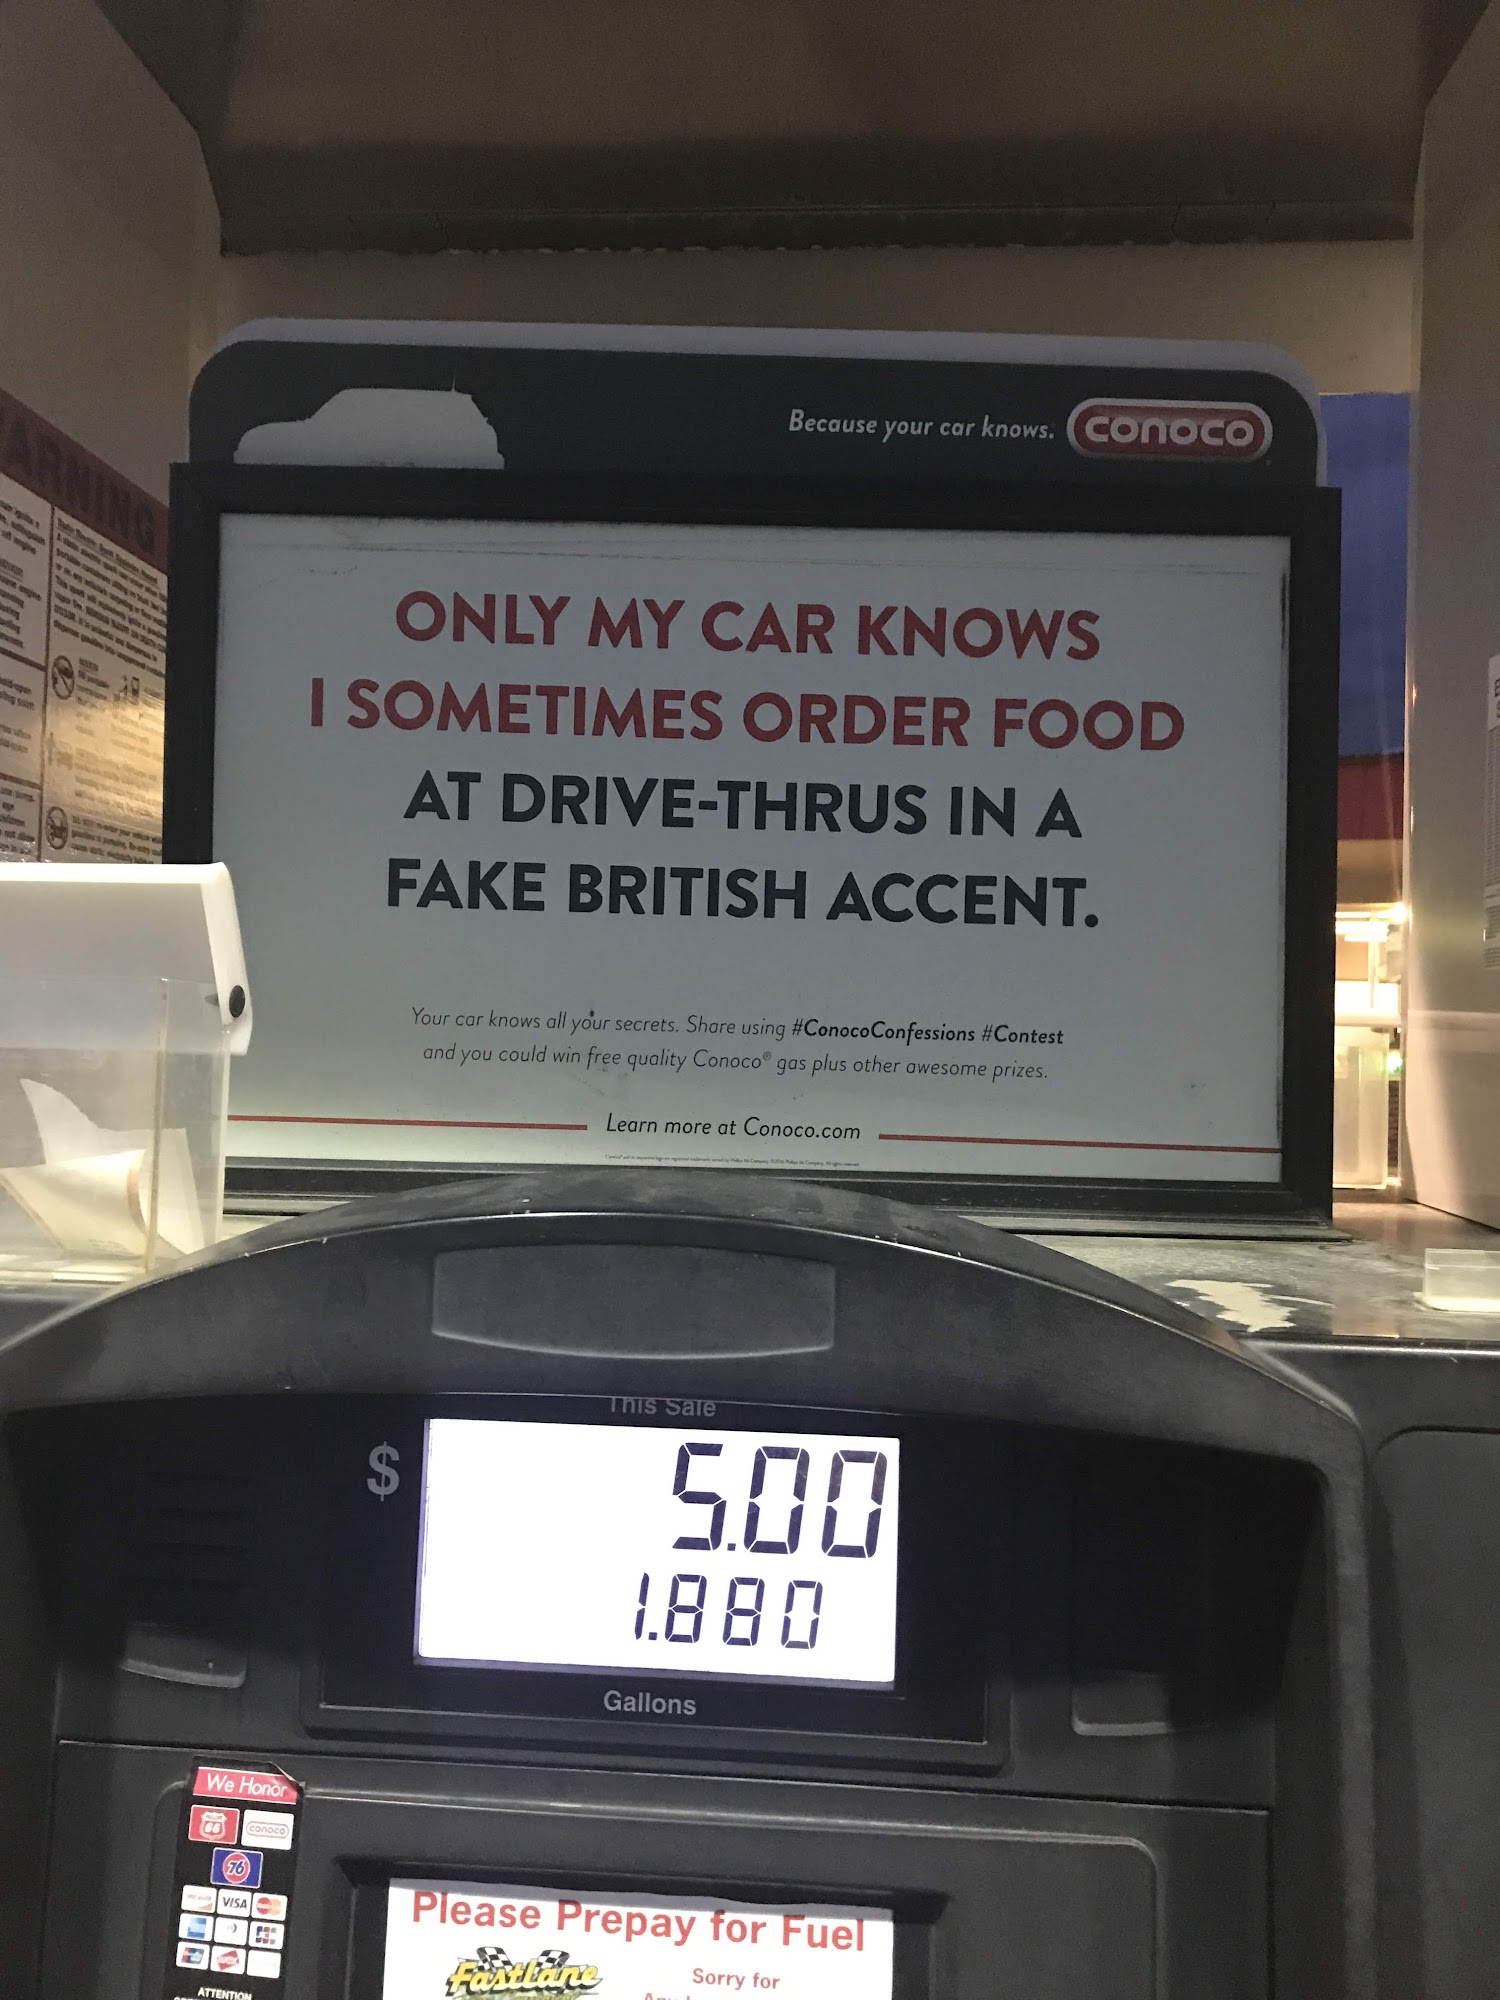 Because your car knows. CONOCO
ONLY MY CAR KNOWS
I SOMETIMES ORDER FOOD
AT DRIVE-THRUS IN A
FAKE BRITISH ACCENT.
Your car knows all your secrets. Share using #ConocoConfessions #Contest
and you could win free quality Conoco® gas plus other awesome prizes.
Learn more at Conoco.com
ARNING
This Sale
$ 5.00
1.880
Gallons
We Honor
66 conoco
76
VISA
ATTENTION
Please Prepay for Fuel
Fastlane
Sorry for